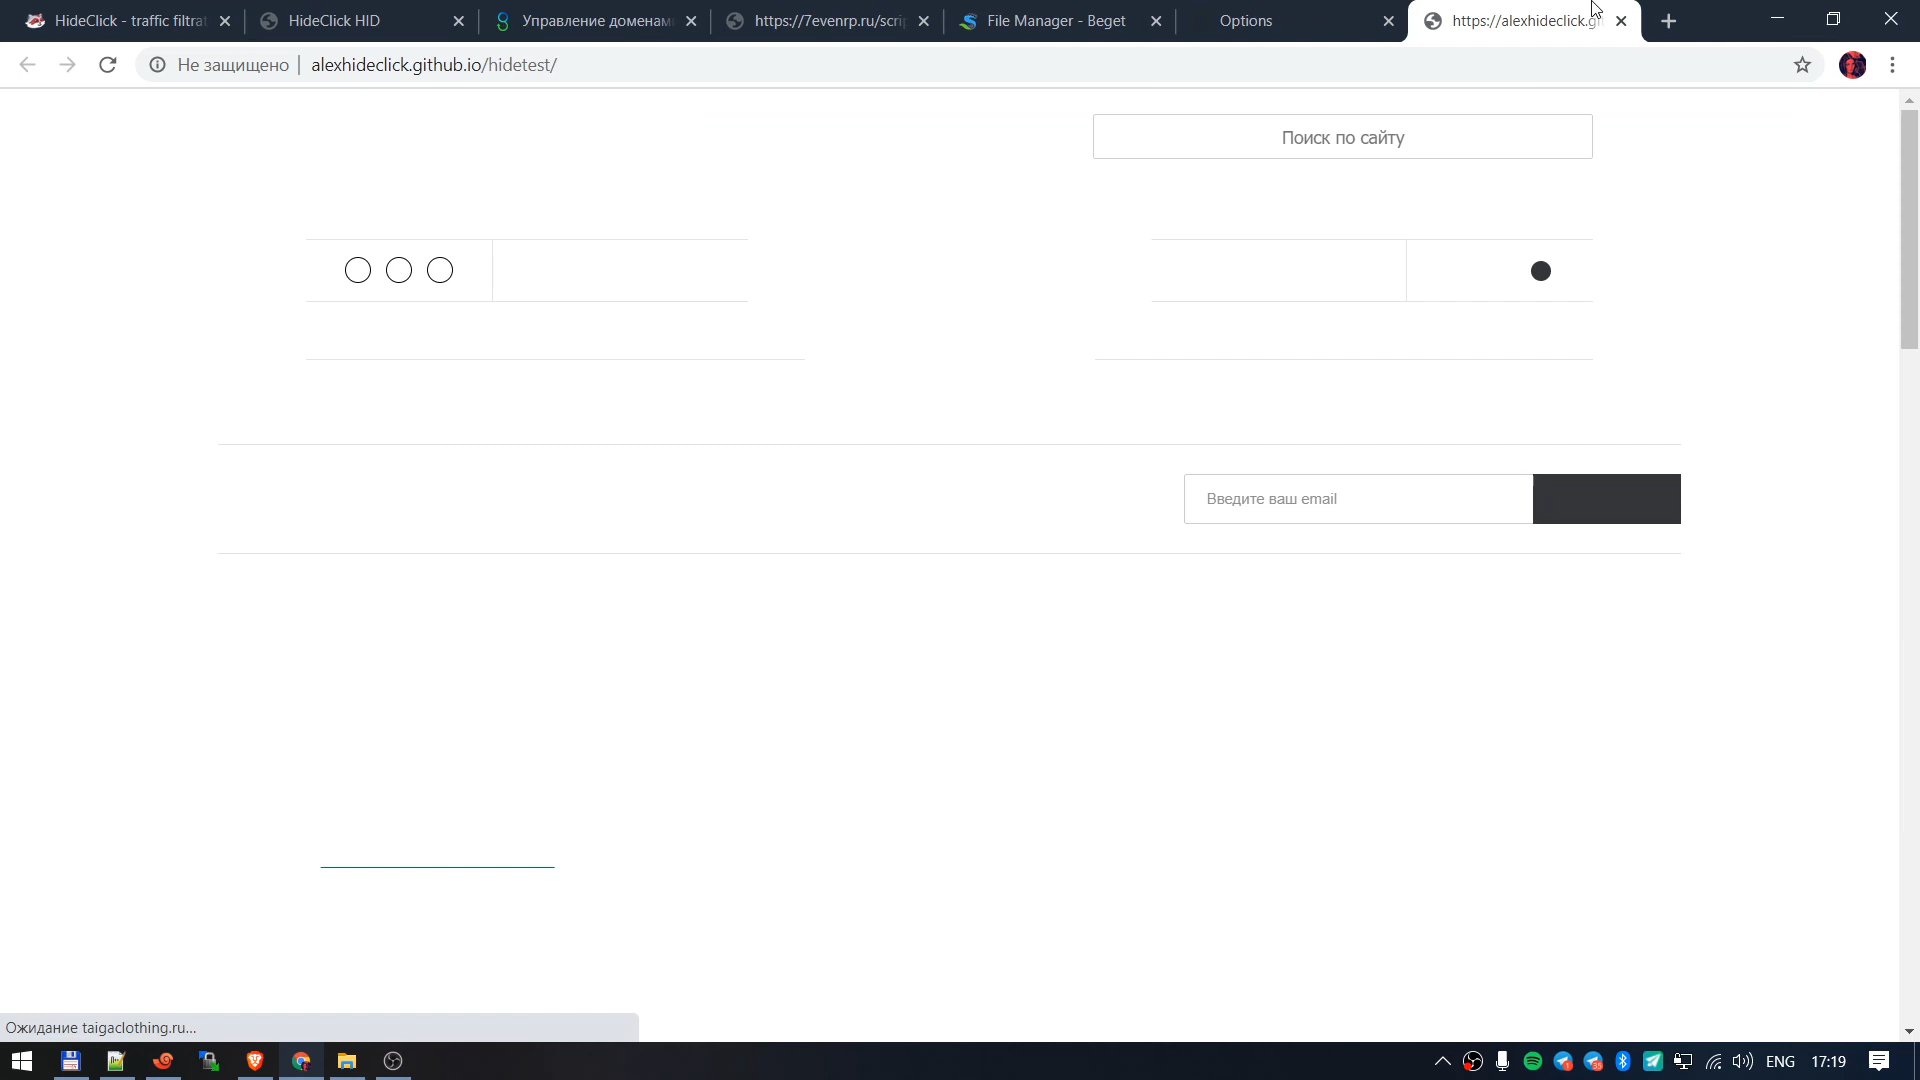 HideClick - traffic filtrat
HideClick HID
Управление доменам
https://7evenrp.ru/scri
File Manager - Beget
Options
https://alexhideclick.gi
Не защищено | alexhideclick.github.io/hidetest/
Поиск по сайту
Введите ваш email
Ожидание taigaclothing.ru...
ENG
17:19